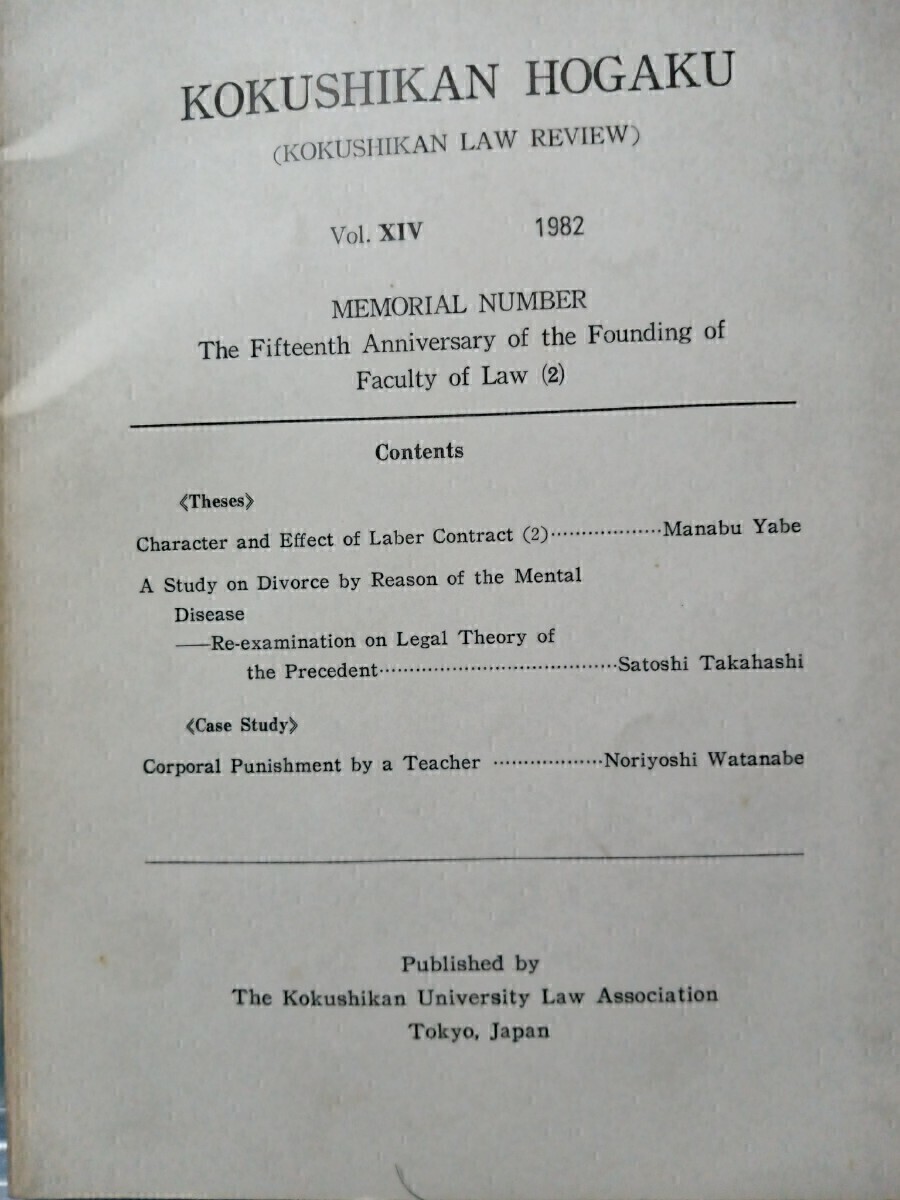 KOKUSHIKAN HOGAKU
(KOKUSHIKAN LAW REVIEW)
Vol. XIV 1982
MEMORIAL NUMBER
The Fifteenth Anniversary of the Founding of
Faculty of Law (2)
Contents
《Theses》
Character and Effect of Laber Contract (2)··················Manabu Yabe
A Study on Divorce by Reason of the Mental
Disease
——Re-examination on Legal Theory of
the Precedent·······································Satoshi Takahashi
《Case Study》
Corporal Punishment by a Teacher ··················Noriyoshi Watanabe
Published by
The Kokushikan University Law Association
Tokyo, Japan